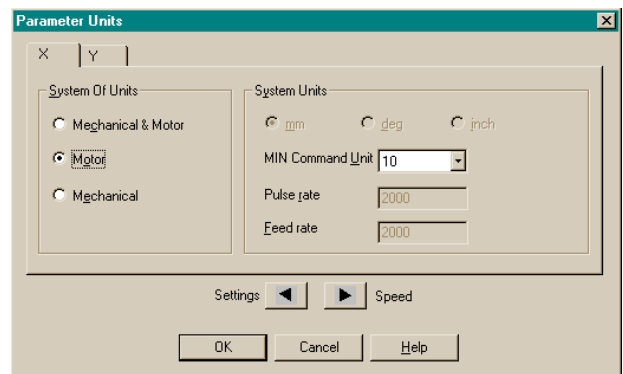 Parameter Units
X Y
System Of Units
Mechanical & Motor
Motor
Mechanical
System Units
mm deg inch
MIN Command Unit 10
Pulse rate 2000
Feed rate 2000
Settings Speed
OK Cancel Help